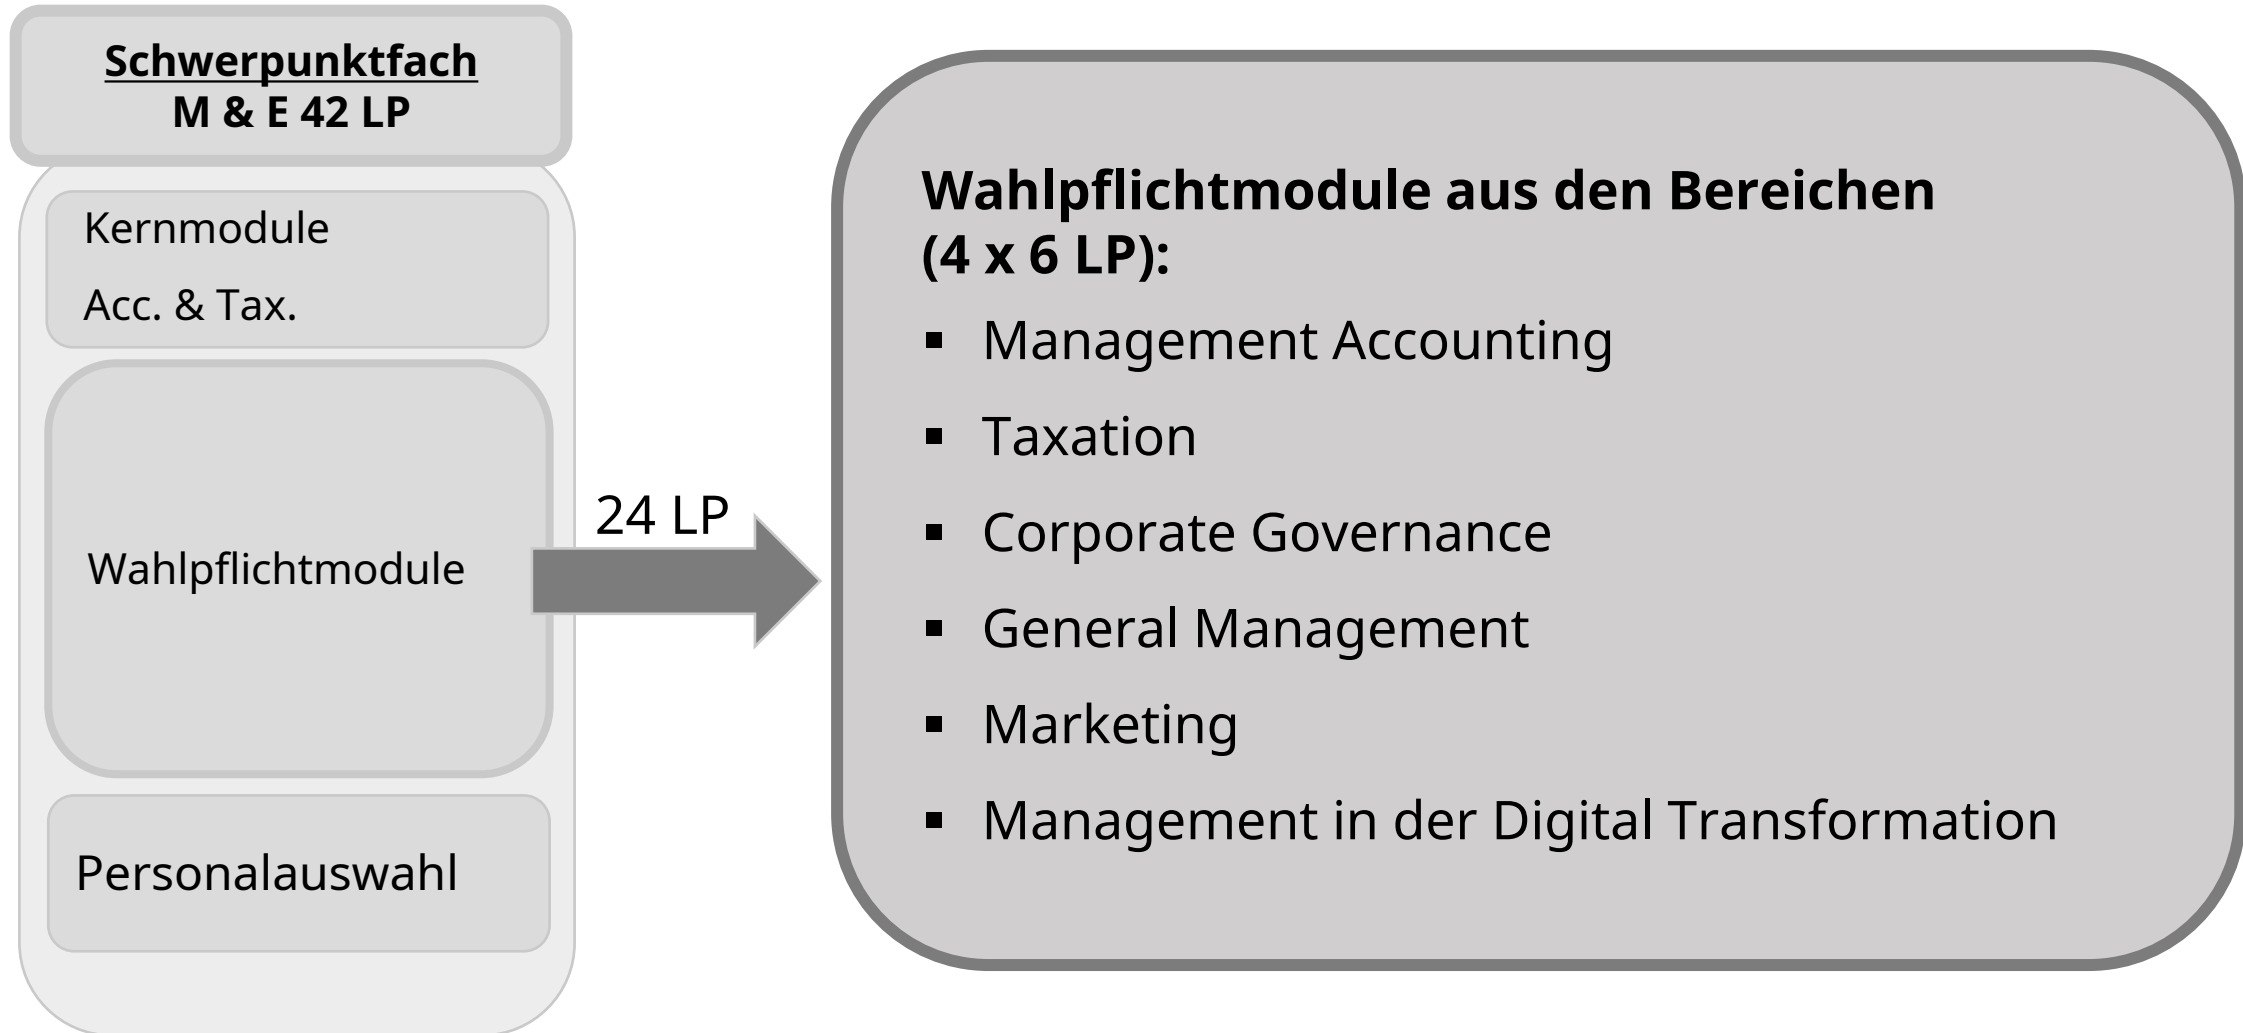 Schwerpunktfach
M & E 42 LP
Kernmodule
Acc. & Tax.
Wahlpflichtmodule
Personalauswahl
24 LP
Wahlpflichtmodule aus den Bereichen
(4 x 6 LP):
▪ Management Accounting
▪ Taxation
▪ Corporate Governance
▪ General Management
▪ Marketing
▪ Management in der Digital Transformation